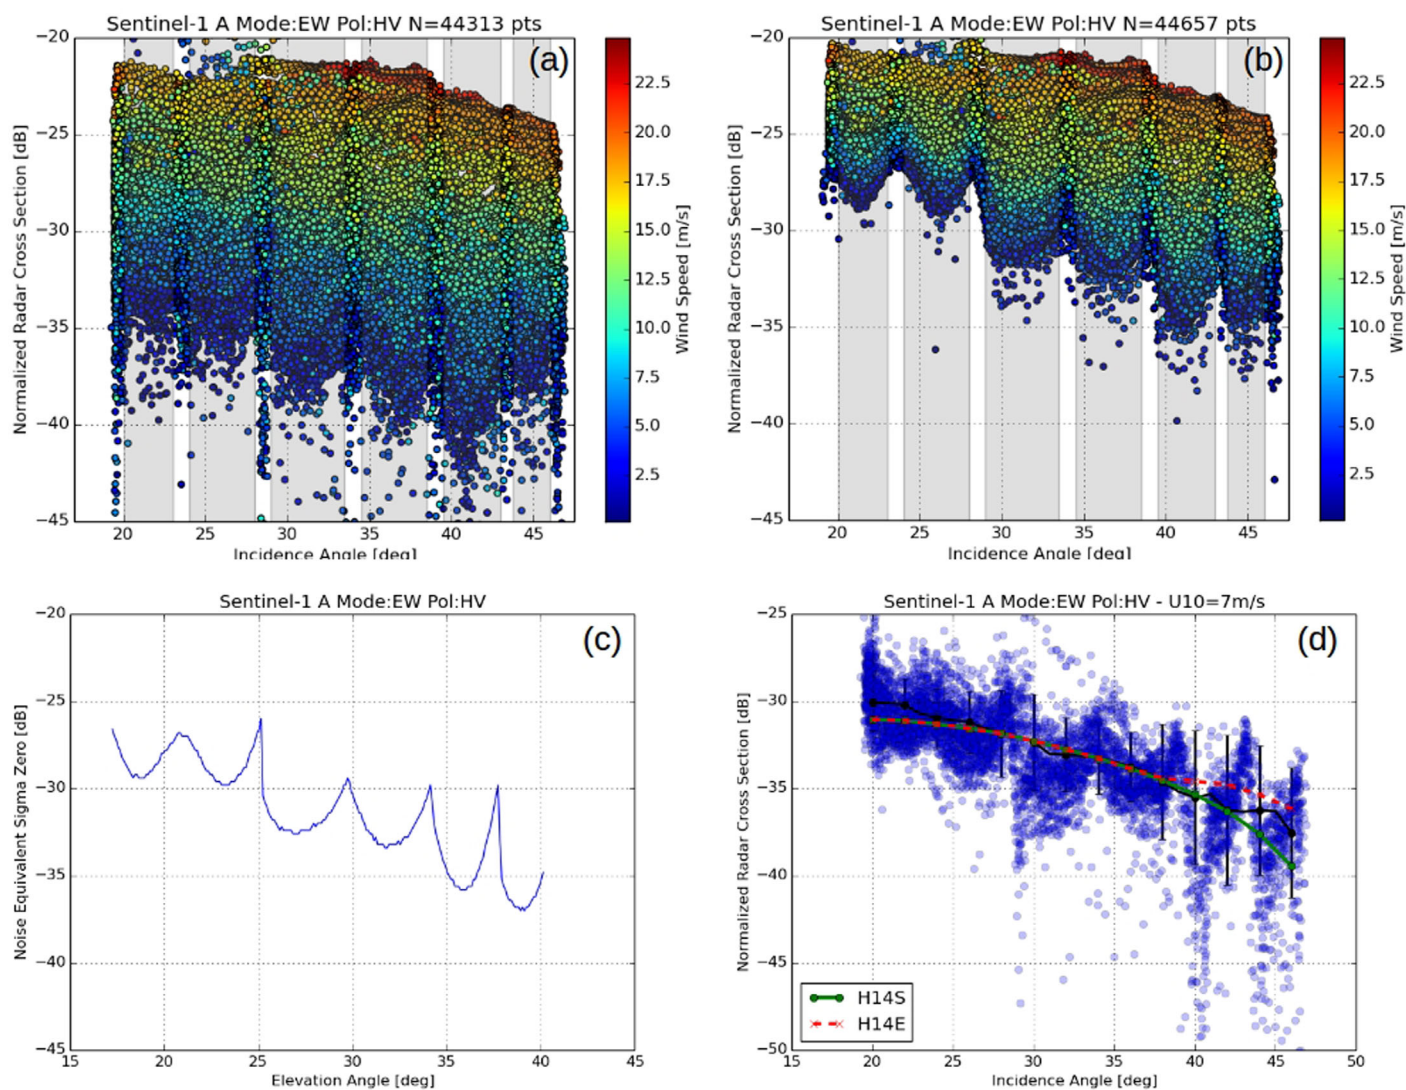 Sentinel-1 A Mode:EW Pol:HV N=44313 pts
(a)
−20
−25
−30
−35
−40
−45
Normalized Radar Cross Section [dB]
20 25 30 35 40 45
Incidence Angle [deg]
22.5
20.0
17.5
15.0
12.5
10.0
7.5
5.0
2.5
Wind Speed [m/s]
Sentinel-1 A Mode:EW Pol:HV N=44657 pts
(b)
−20
−25
−30
−35
−40
−45
Normalized Radar Cross Section [dB]
20 25 30 35 40 45
Incidence Angle [deg]
22.5
20.0
17.5
15.0
12.5
10.0
7.5
5.0
2.5
Wind Speed [m/s]
Sentinel-1 A Mode:EW Pol:HV
(c)
−20
−25
−30
−35
−40
−45
Noise Equivalent Sigma Zero [dB]
15 20 25 30 35 40 45
Elevation Angle [deg]
Sentinel-1 A Mode:EW Pol:HV - U10=7m/s
(d)
−25
−30
−35
−40
−45
−50
Normalized Radar Cross Section [dB]
H14S
H14E
15 20 25 30 35 40 45 50
Incidence Angle [deg]